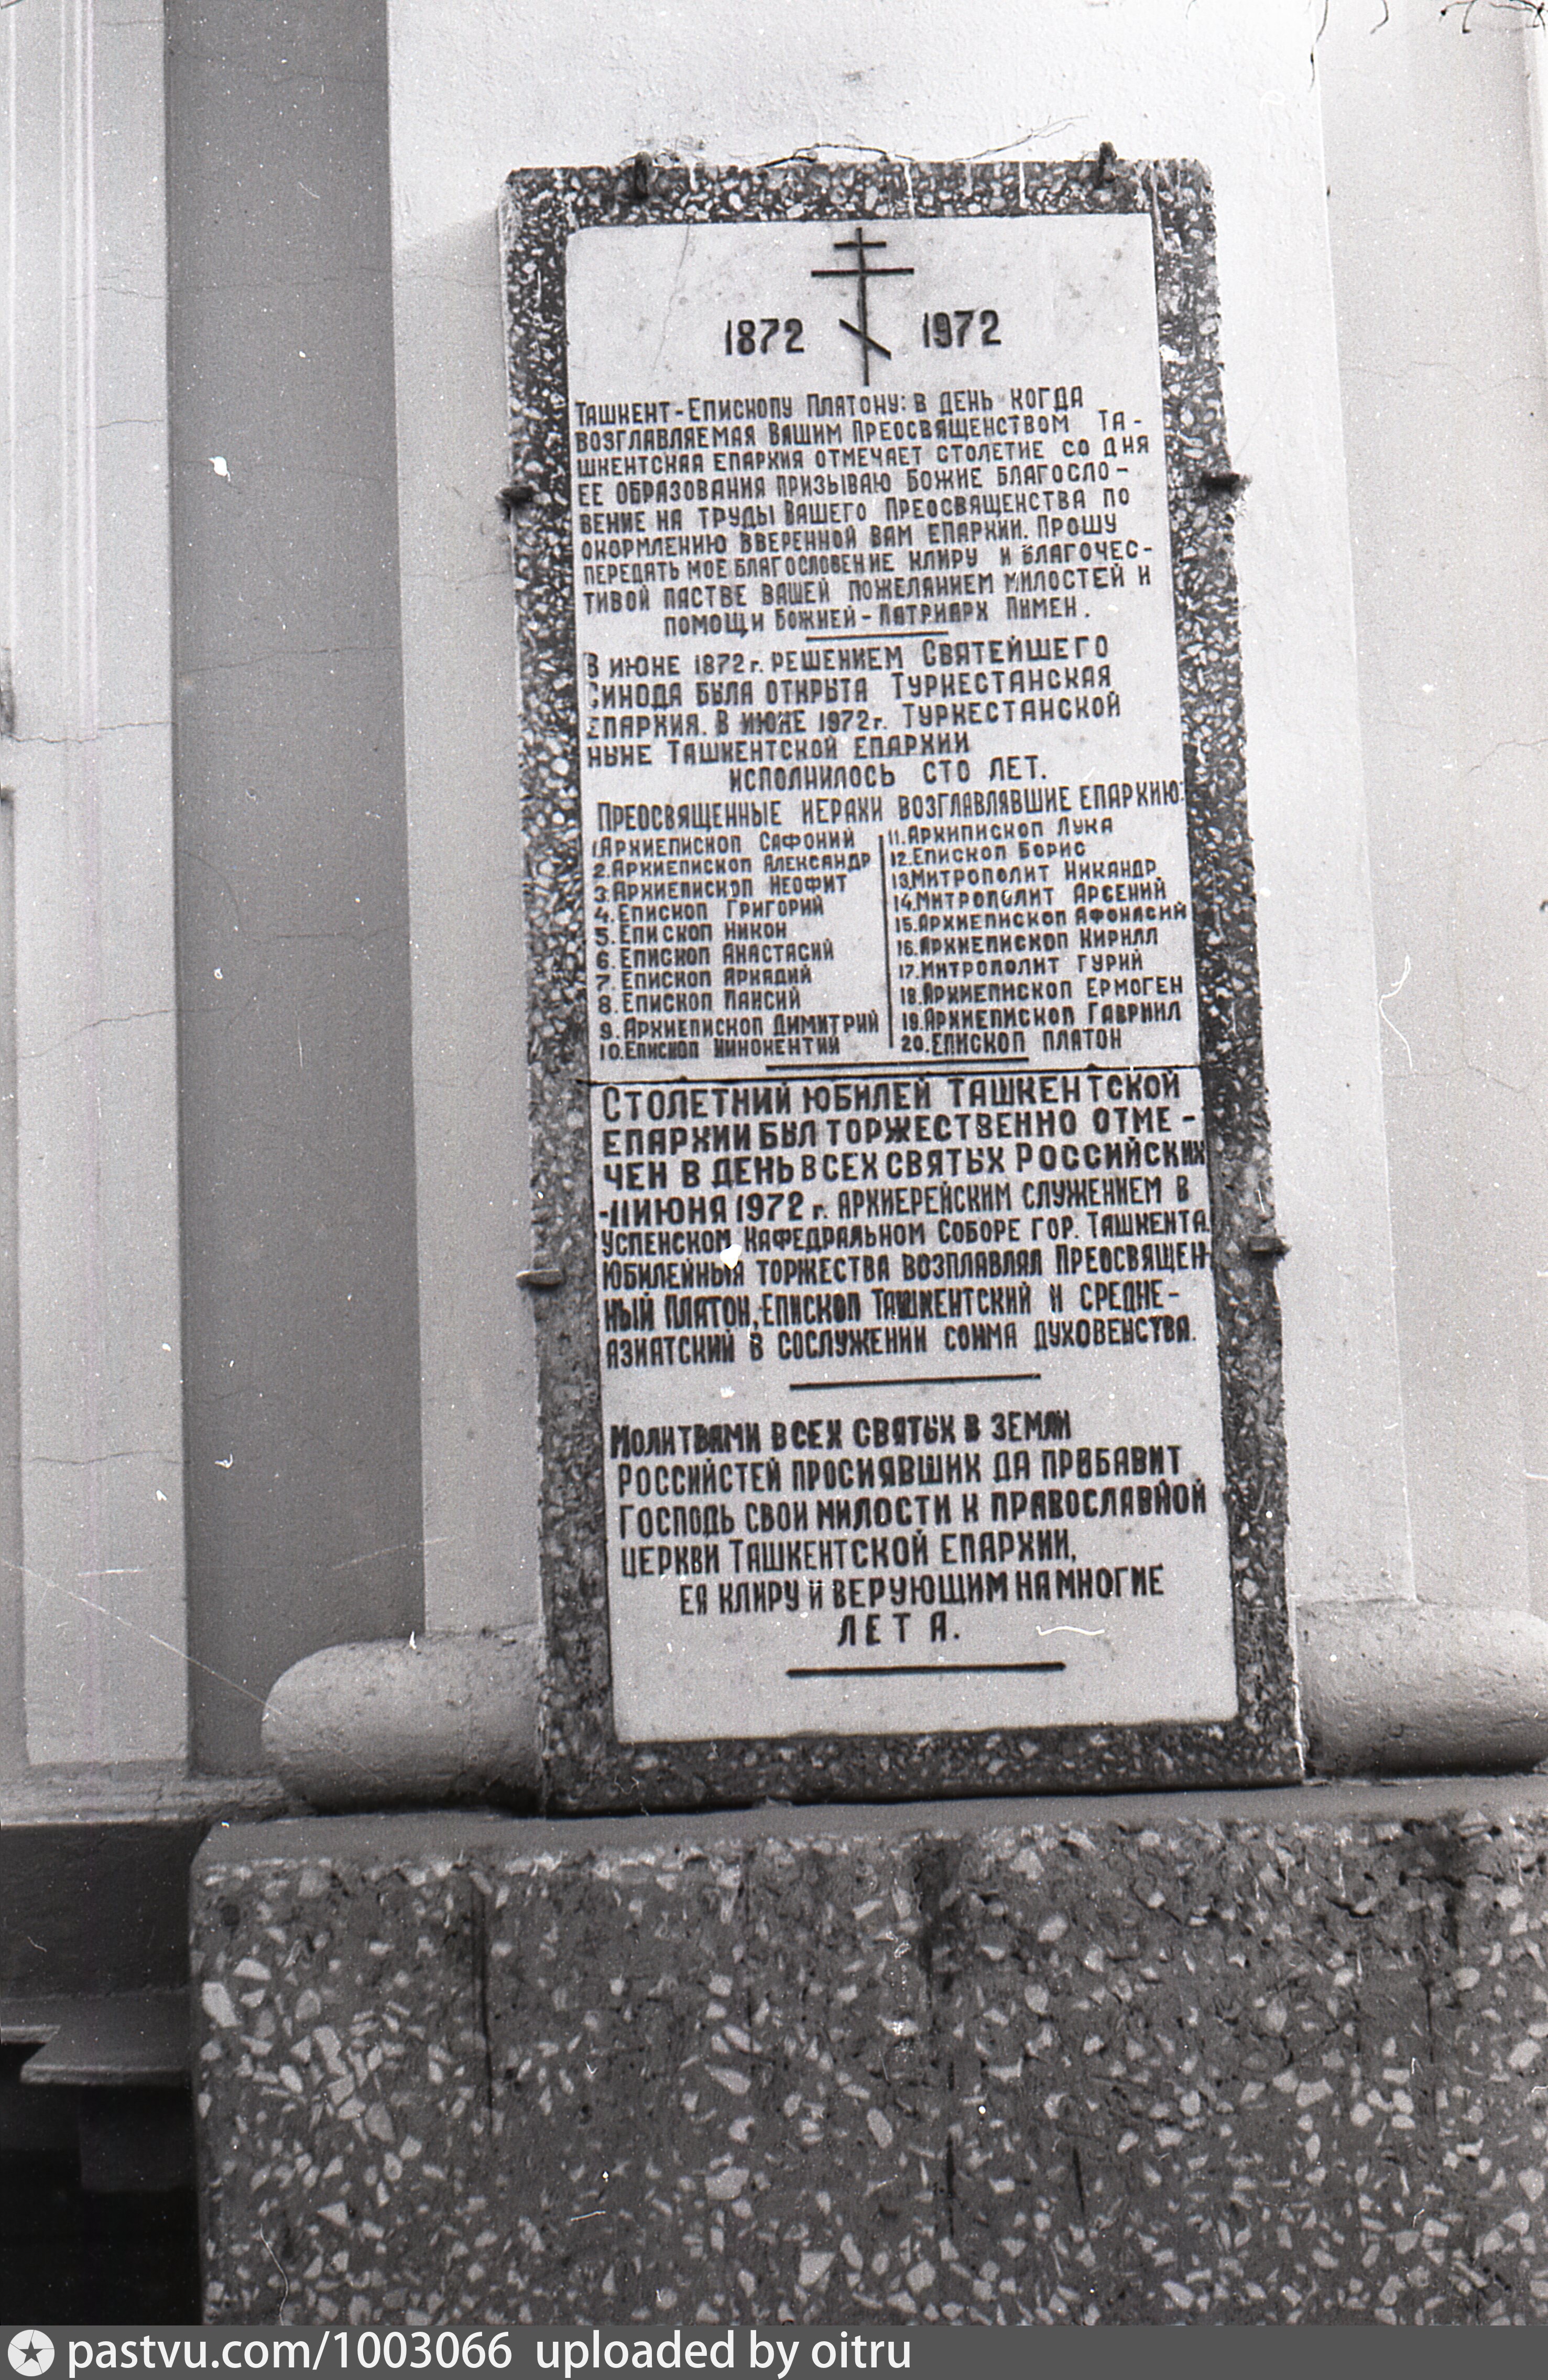 1872 1972
ТАШКЕНТ-ЕПИСКОПУ ПЛАТОНУ: В ДЕНЬ КОГДА
ВОЗГЛАВЛЯЕМАЯ ВАШИМ ПРЕОСВЯЩЕНСТВОМ ТА-
ШКЕНТСКАЯ ЕПАРХИЯ ОТМЕЧАЕТ СТОЛЕТИЕ СО ДНЯ
ЕЕ ОБРАЗОВАНИЯ ПРИЗЫВАЮ БОЖИЕ БЛАГОСЛО-
ВЕНИЕ НА ТРУДЫ ВАШЕГО ПРЕОСВЯЩЕНСТВА ПО
ОКОРМЛЕНИЮ ВВЕРЕННОЙ ВАМ ЕПАРХИИ. ПРОШУ
ПЕРЕДАТЬ МОЕ БЛАГОСЛОВЕНИЕ КЛИРУ И БЛАГОЧЕС-
ТИВОЙ ПАСТВЕ ВАШЕЙ ПОЖЕЛАНИЕМ МИЛОСТЕЙ И
ПОМОЩИ БОЖИЕЙ - ПАТРИАРХ ПИМЕН.
В ИЮНЕ 1872 г. РЕШЕНИЕМ СВЯТЕЙШЕГО
СИНОДА БЫЛА ОТКРЫТА ТУРКЕСТАНСКАЯ
ЕПАРХИЯ. В ИЮНЕ 1972 г. ТУРКЕСТАНСКОЙ
НЫНЕ ТАШКЕНТСКОЙ ЕПАРХИИ
ИСПОЛНИЛОСЬ СТО ЛЕТ.
ПРЕОСВЯЩЕННЫЕ ИЕРАХИ ВОЗГЛАВЛЯВШИЕ ЕПАРХИЮ:
1.АРХИЕПИСКОП САФОНИЙ
2.АРХИЕПИСКОП АЛЕКСАНДР
3.АРХИЕПИСКОП НЕОФИТ
4.ЕПИСКОП ГРИГОРИЙ
5.ЕПИСКОП НИКОН
6.ЕПИСКОП АНАСТАСИЙ
7.ЕПИСКОП АРКАДИЙ
8.ЕПИСКОП ПАИСИЙ
9.АРХИЕПИСКОП ДИМИТРИЙ
10.ЕПИСКОП ИННОКЕНТИЙ
11.АРХИПИСКОП ЛУКА
12.ЕПИСКОП БОРИС
13.МИТРОПОЛИТ НИКАНДР
14.МИТРОПОЛИТ АРСЕНИЙ
15.АРХИЕПИСКОП АФОНАСИЙ
16.АРХИЕПИСКОП КИРИЛЛ
17.МИТРОПОЛИТ ГУРИЙ
18.АРХИЕПИСКОП ЕРМОГЕН
19.АРХИЕПИСКОП ГАВРИИЛ
20.ЕПИСКОП ПЛАТОН
СТОЛЕТНИЙ ЮБИЛЕЙ ТАШКЕНТСКОЙ
ЕПАРХИИ БЫЛ ТОРЖЕСТВЕННО ОТМЕ-
ЧЕН В ДЕНЬ ВСЕХ СВЯТЫХ РОССИЙСКИХ
-11 ИЮНЯ 1972 г. АРХИЕРЕЙСКИМ СЛУЖЕНИЕМ В
УСПЕНСКОМ КАФЕДРАЛЬНОМ СОБОРЕ ГОР. ТАШКЕНТА.
ЮБИЛЕЙНЫЯ ТОРЖЕСТВА ВОЗПЛАВЛЯЛ ПРЕОСВЯЩЕН-
НЫЙ ПЛАТОН, ЕПИСКОП ТАШКЕНТСКИЙ И СРЕДНЕ-
АЗИАТСКИЙ В СОСЛУЖЕНИИ СОНМА ДУХОВЕНСТВА.
МОЛИТВАМИ ВСЕХ СВЯТЫХ В ЗЕМЛИ
РОССИЙСТЕЙ ПРОСИЯВШИХ ДА ПРИБАВИТ
ГОСПОДЬ СВОИ МИЛОСТИ К ПРАВОСЛАВНОЙ
ЦЕРКВИ ТАШКЕНТСКОЙ ЕПАРХИИ,
ЕЯ КЛИРУ И ВЕРУЮЩИМ НА МНОГИЕ
ЛЕТА.
pastvu.com/1003066 uploaded by oitru